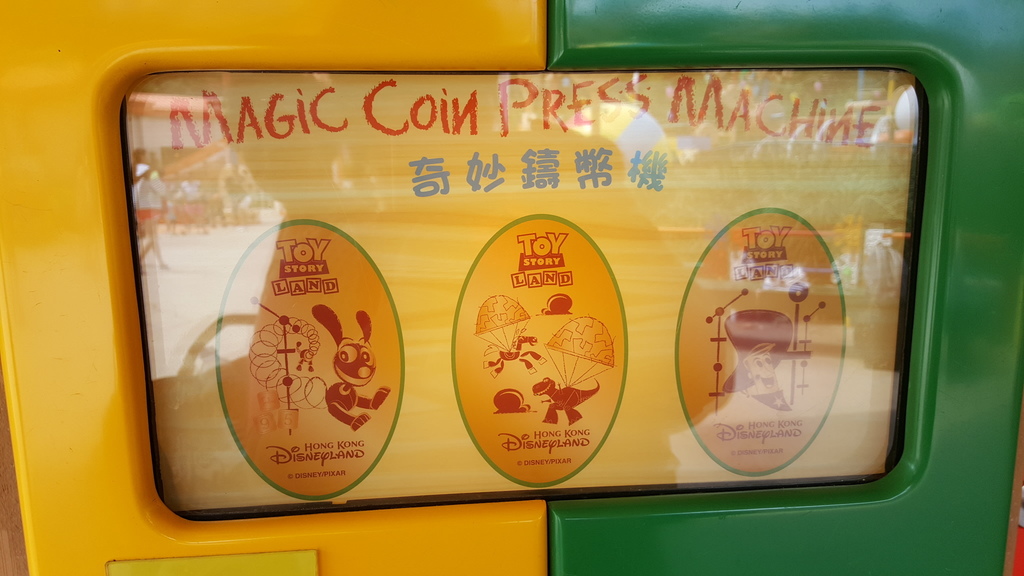 MAGIC COIN PRESS MACHINE
奇妙鑄幣機
TOY
STORY
LAND
HONG KONG
DISNEYLAND
© DISNEY/PIXAR
TOY
STORY
LAND
HONG KONG
DISNEYLAND
© DISNEY/PIXAR
TOY
STORY
LAND
HONG KONG
DISNEYLAND
© DISNEY/PIXAR